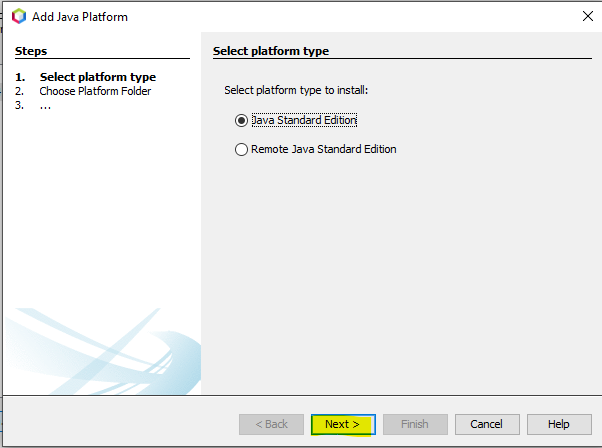 Add Java Platform
Steps
1. Select platform type
2. Choose Platform Folder
3. ...
Select platform type
Select platform type to install:
Java Standard Edition
Remote Java Standard Edition
< Back
Next >
Finish
Cancel
Help